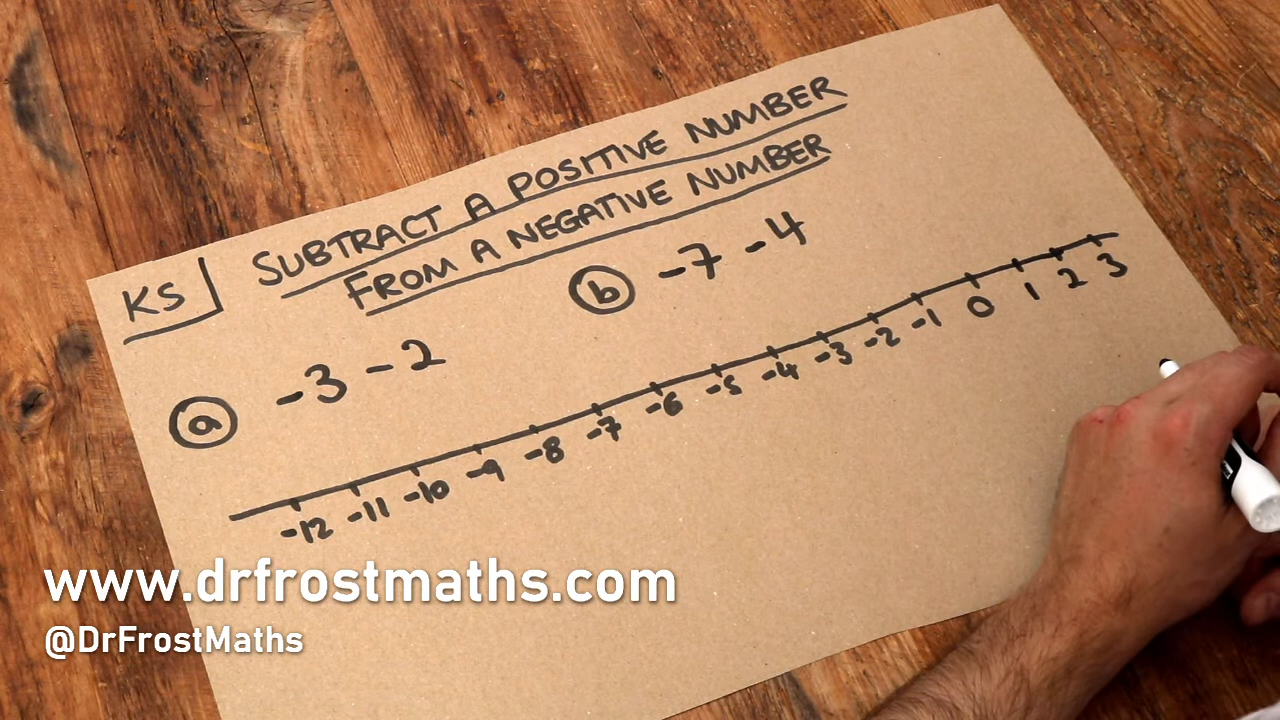 KS
SUBTRACT A POSITIVE NUMBER
FROM A NEGATIVE NUMBER
a -3 - 2
b -7 - 4
-12 -11 -10 -9 -8 -7 -6 -5 -4 -3 -2 -1 0 1 2 3
www.drfrostmaths.com
@DrFrostMaths